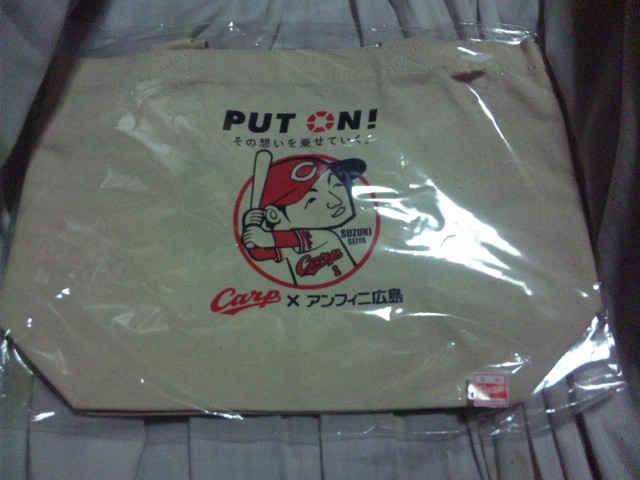 PUT ON!
その想いを乗せていく。
C
SUZUKI
SEIYA
Carp
1
Carp × アンフィニ広島